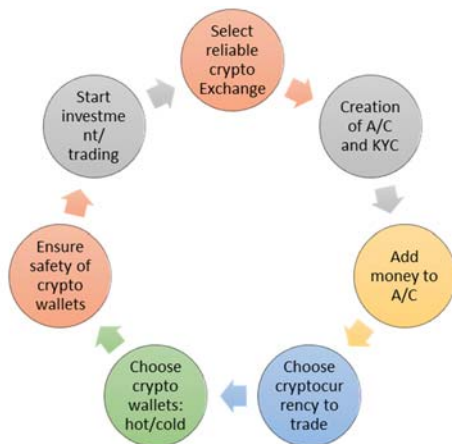 Select
reliable
crypto
Exchange
Creation
of A/C
and KYC
Add
money to
A/C
Choose
cryptocur
rency to
trade
Choose
crypto
wallets:
hot/cold
Ensure
safety of
crypto
wallets
Start
investme
nt/
trading